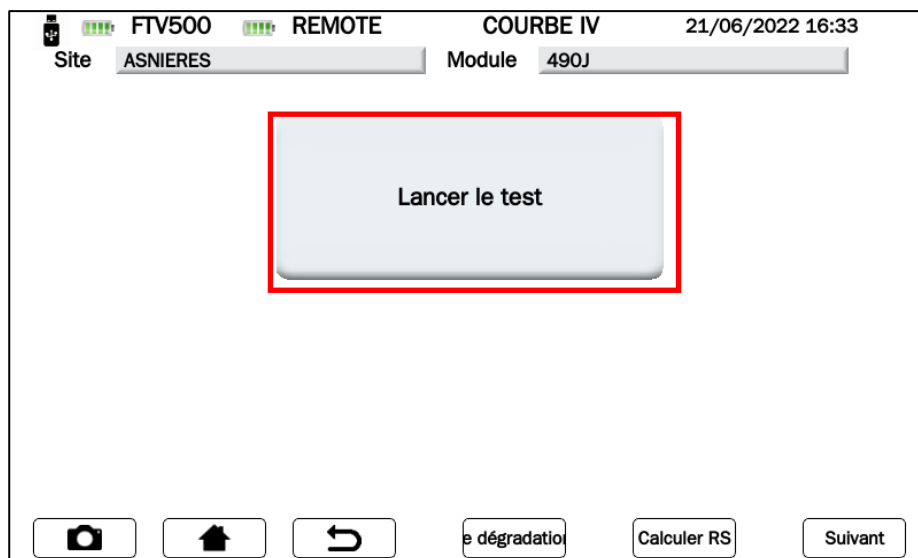 FTV500 REMOTE COURBE IV 21/06/2022 16:33
Site ASNIERES Module 490J
Lancer le test
e dégradatio Calculer RS Suivant